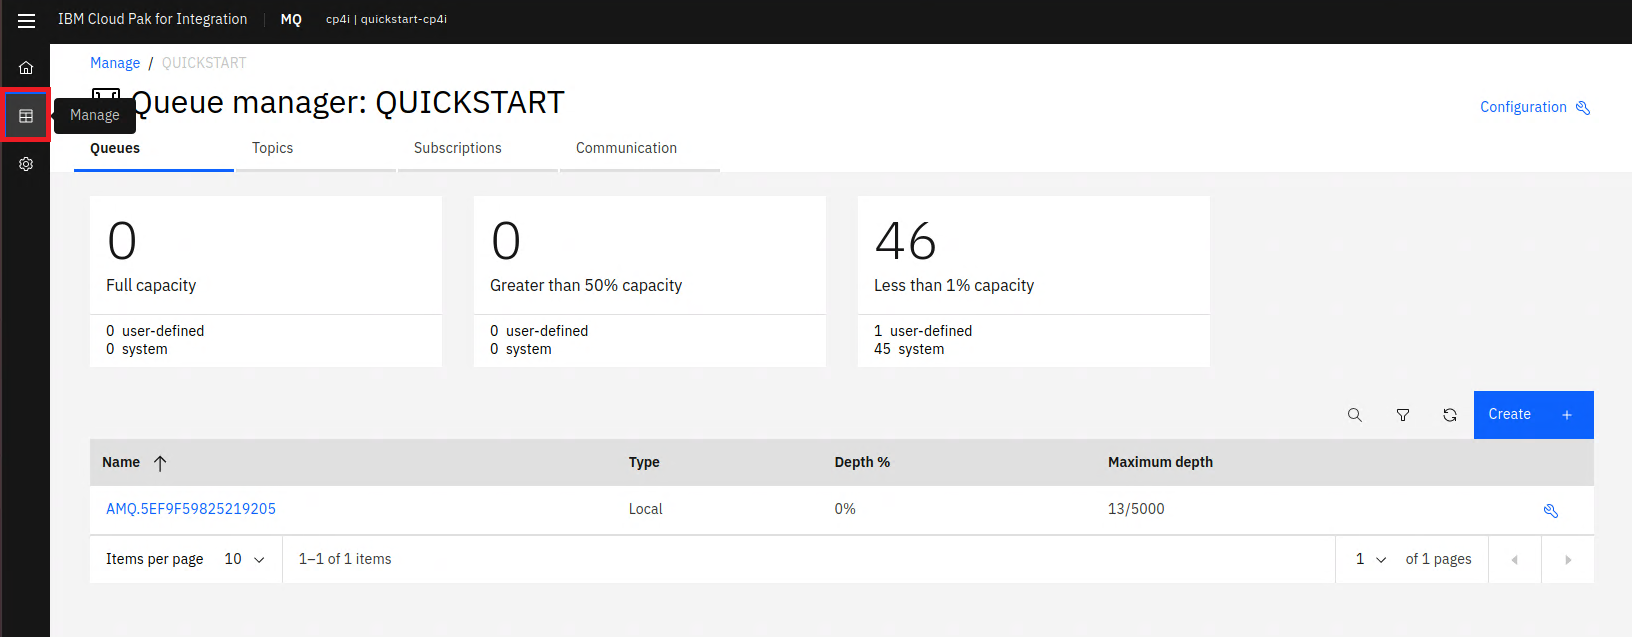 IBM Cloud Pak for Integration MQ cp4i | quickstart-cp4i
Manage / QUICKSTART
Queue manager: QUICKSTART
Configuration
Manage
Queues Topics Subscriptions Communication
0 0 46
Full capacity Greater than 50% capacity Less than 1% capacity
0 user-defined 0 user-defined 1 user-defined
0 system 0 system 45 system
Create +
Name Type Depth % Maximum depth
AMQ.5EF9F59825219205 Local 0% 13/5000
Items per page 10 1–1 of 1 items 1 of 1 pages